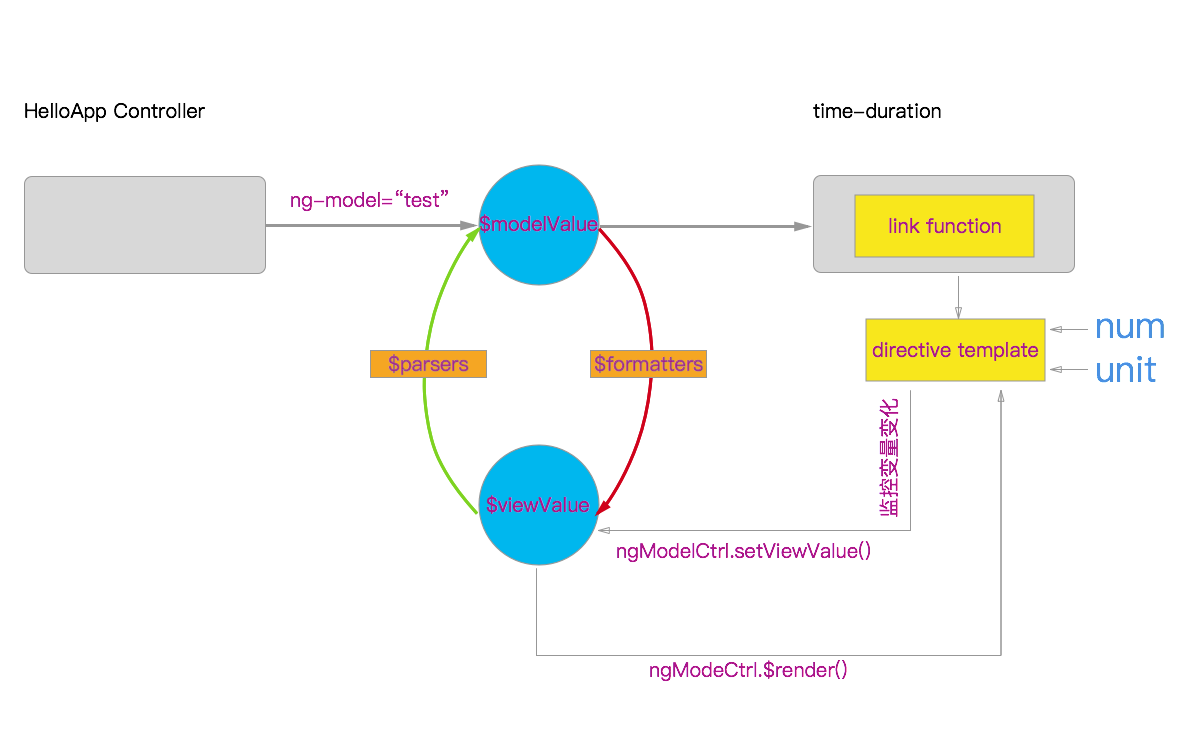 HelloApp Controller
time-duration
ng-model=“test”
$modelValue
link function
num
directive template
$parsers
$formatters
unit
监控变量变化
$viewValue
ngModelCtrl.setViewValue()
ngModeCtrl.$render()